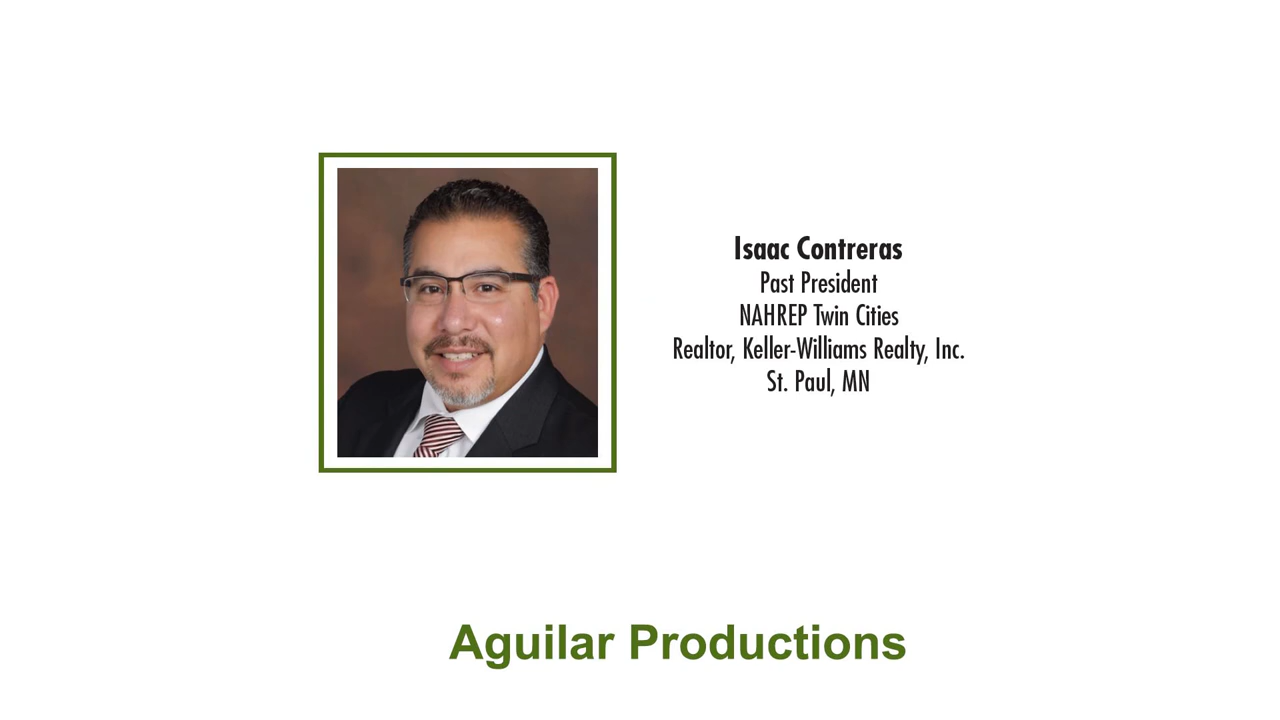 Isaac Contreras
Past President
NAHREP Twin Cities
Realtor, Keller-Williams Realty, Inc.
St. Paul, MN
Aguilar Productions